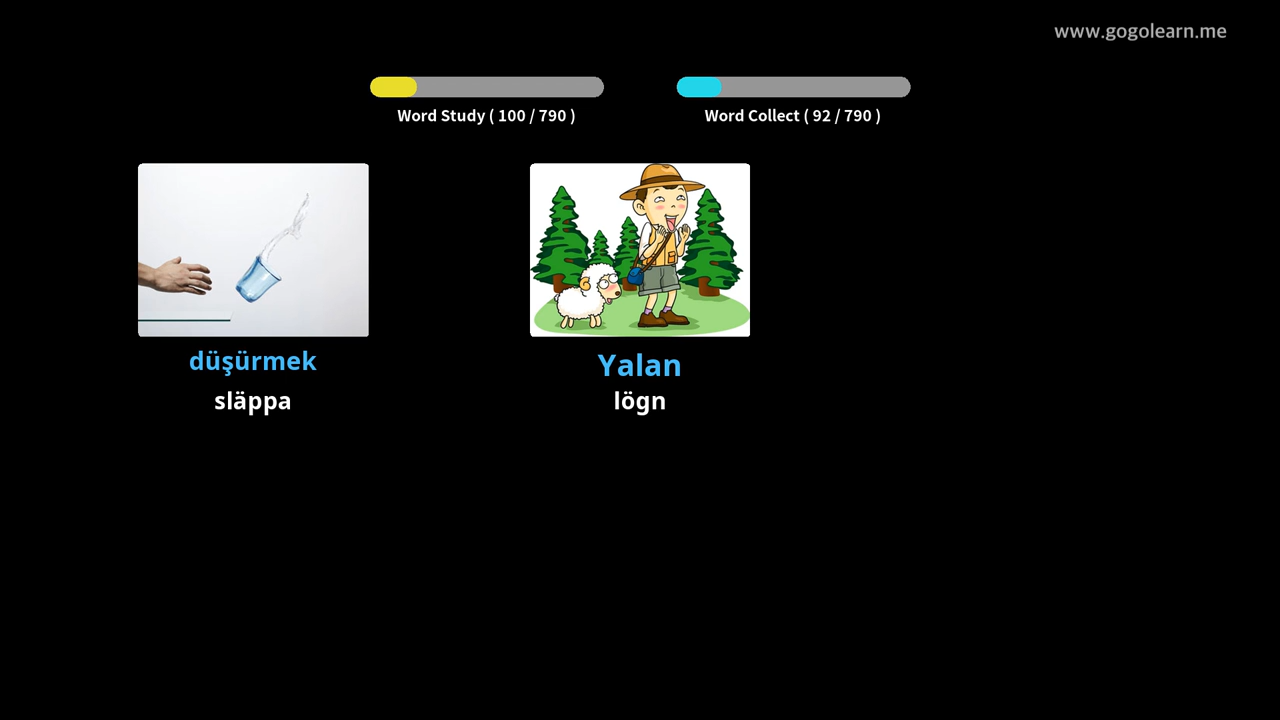 www.gogolearn.me
Word Study ( 100 / 790 )
Word Collect ( 92 / 790 )
düşürmek
släppa
Yalan
lögn